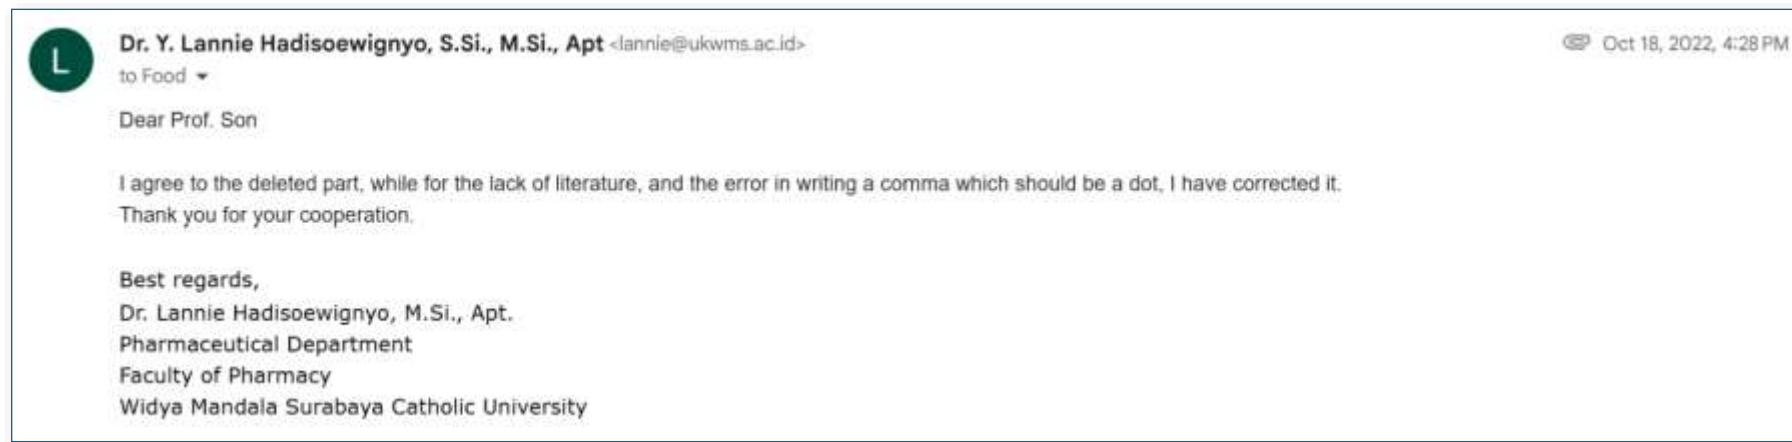 L
Dr. Y. Lannie Hadisoewignyo, S.Si., M.Si., Apt <lannie@ukwms.ac.id>
Oct 18, 2022, 4:28 PM
to Food
Dear Prof. Son
I agree to the deleted part, while for the lack of literature, and the error in writing a comma which should be a dot, I have corrected it.
Thank you for your cooperation.
Best regards,
Dr. Lannie Hadisoewignyo, M.Si., Apt.
Pharmaceutical Department
Faculty of Pharmacy
Widya Mandala Surabaya Catholic University